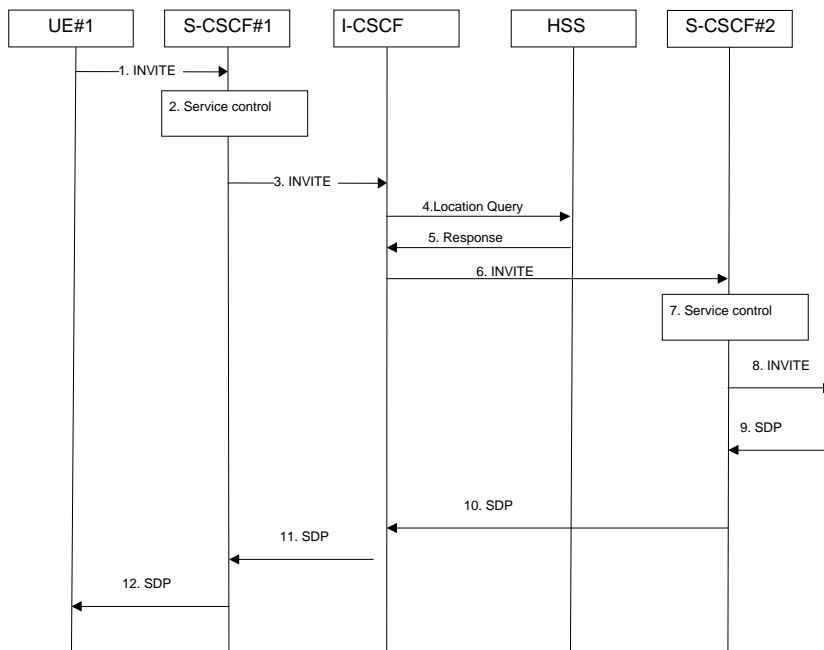 UE#1
S-CSCF#1
I-CSCF
HSS
S-CSCF#2
1. INVITE
2. Service control
3. INVITE
4.Location Query
5. Response
6. INVITE
7. Service control
8. INVITE
9. SDP
10. SDP
11. SDP
12. SDP